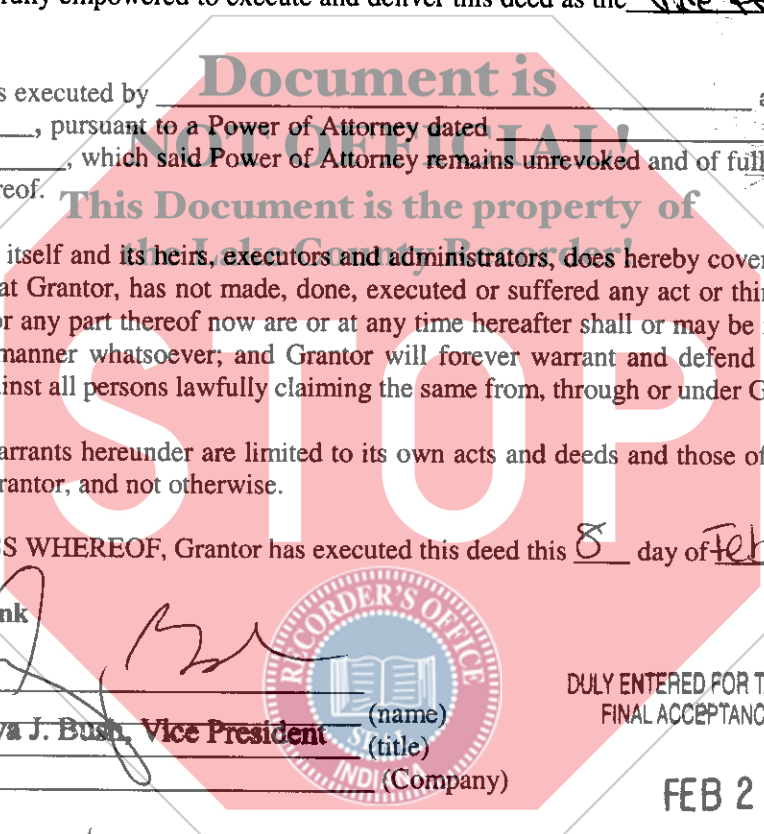 fully empowered to execute and deliver this deed as the Vice
Document is
s executed by
, pursuant to a Power of Attorney dated
NOT OFFICIAL!
, which said Power of Attorney remains unrevoked and of full
reof.
This Document is the property of
the Lake County Recorder!
itself and its heirs, executors and administrators, does hereby cover
at Grantor, has not made, done, executed or suffered any act or thin
or any part thereof now are or at any time hereafter shall or may be
manner whatsoever; and Grantor will forever warrant and defend
inst all persons lawfully claiming the same from, through or under G
arrants hereunder are limited to its own acts and deeds and those of
rantor, and not otherwise.
STOP
S WHEREOF, Grantor has executed this deed this 8 day of Feb
nk
RECORDER'S OFFICE
SEAL
INDIANA
(name)
ya J. Bush, Vice President
(title)
(Company)
DULY ENTERED FOR T
FINAL ACCEPTANC
FEB 2